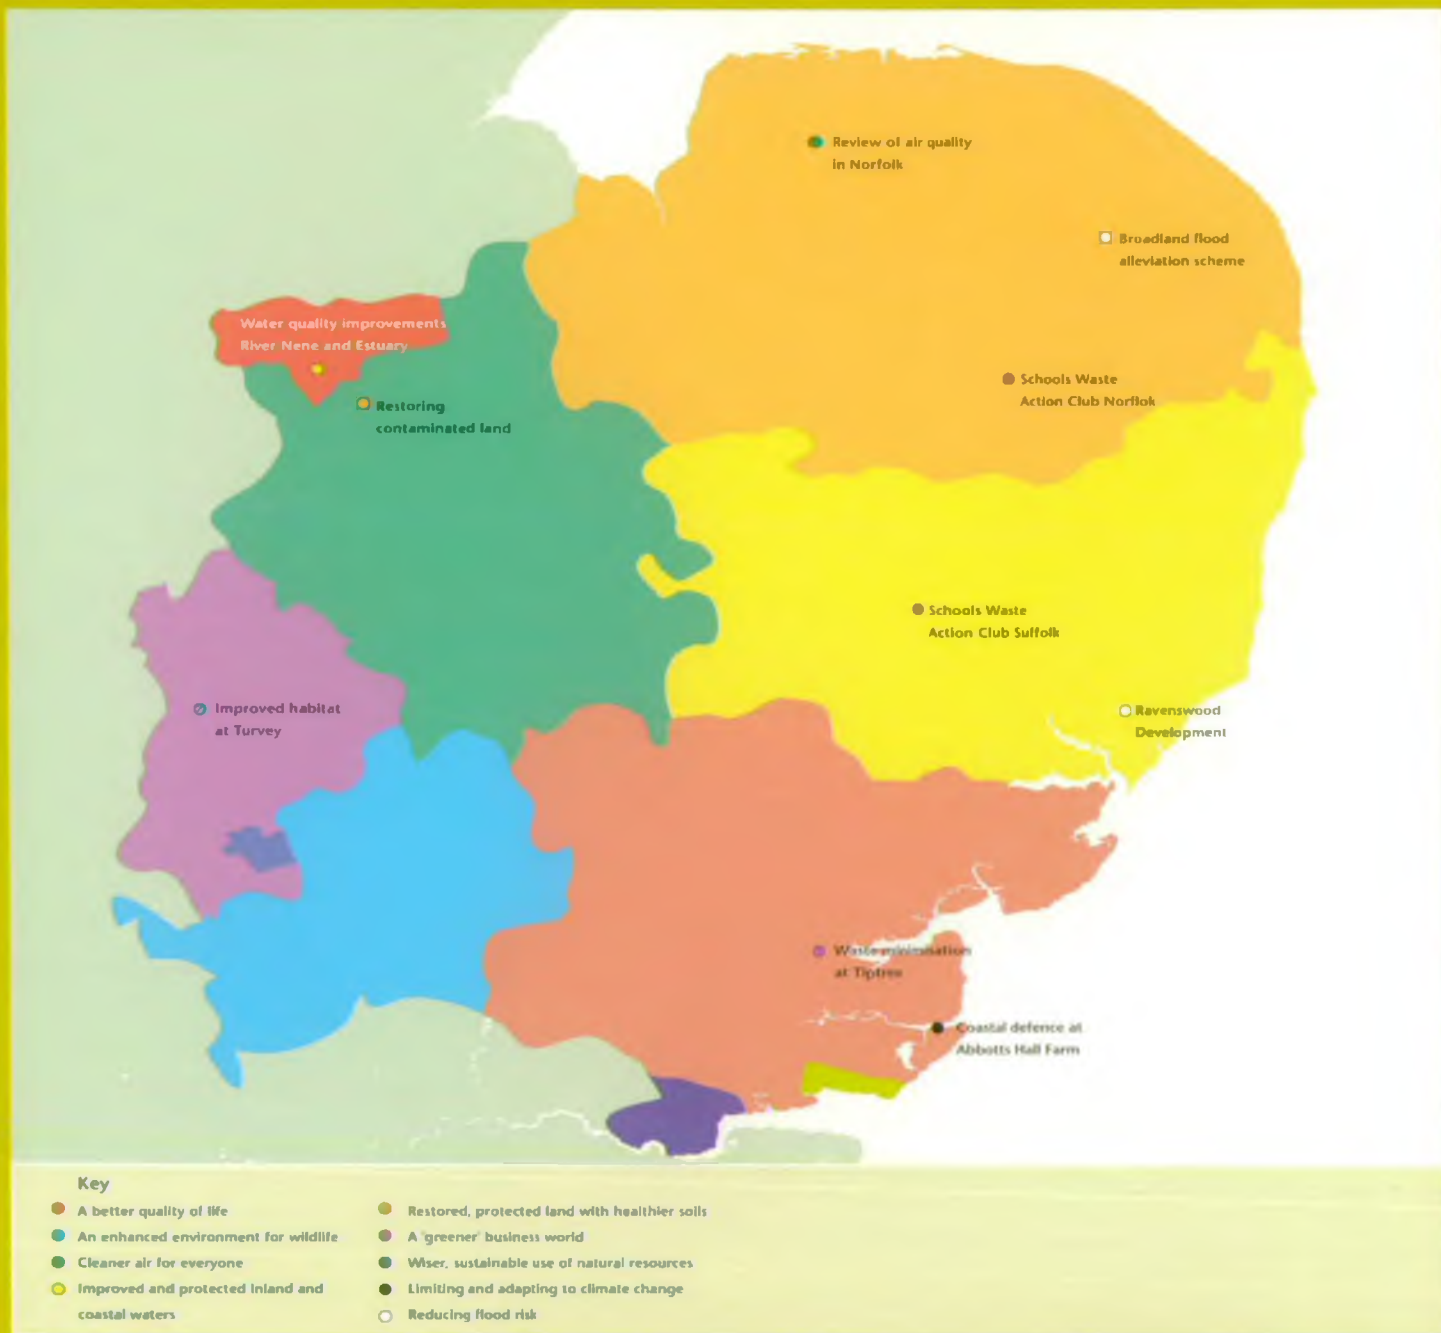 Review of air quality
in Norfolk
Broadland flood
alleviation scheme
Water quality improvements
River Nene and Estuary
Schools Waste
Action Club Norflok
Restoring
contaminated land
Schools Waste
Action Club Suffolk
Improved habitat
at Turvey
Ravenswood
Development
Waste minimisation
at Tiptree
Coastal defence at
Abbotts Hall Farm
Key
A better quality of life
An enhanced environment for wildlife
Cleaner air for everyone
Improved and protected inland and
coastal waters
Restored, protected land with healthier soils
A 'greener' business world
Wiser, sustainable use of natural resources
Limiting and adapting to climate change
Reducing flood risk